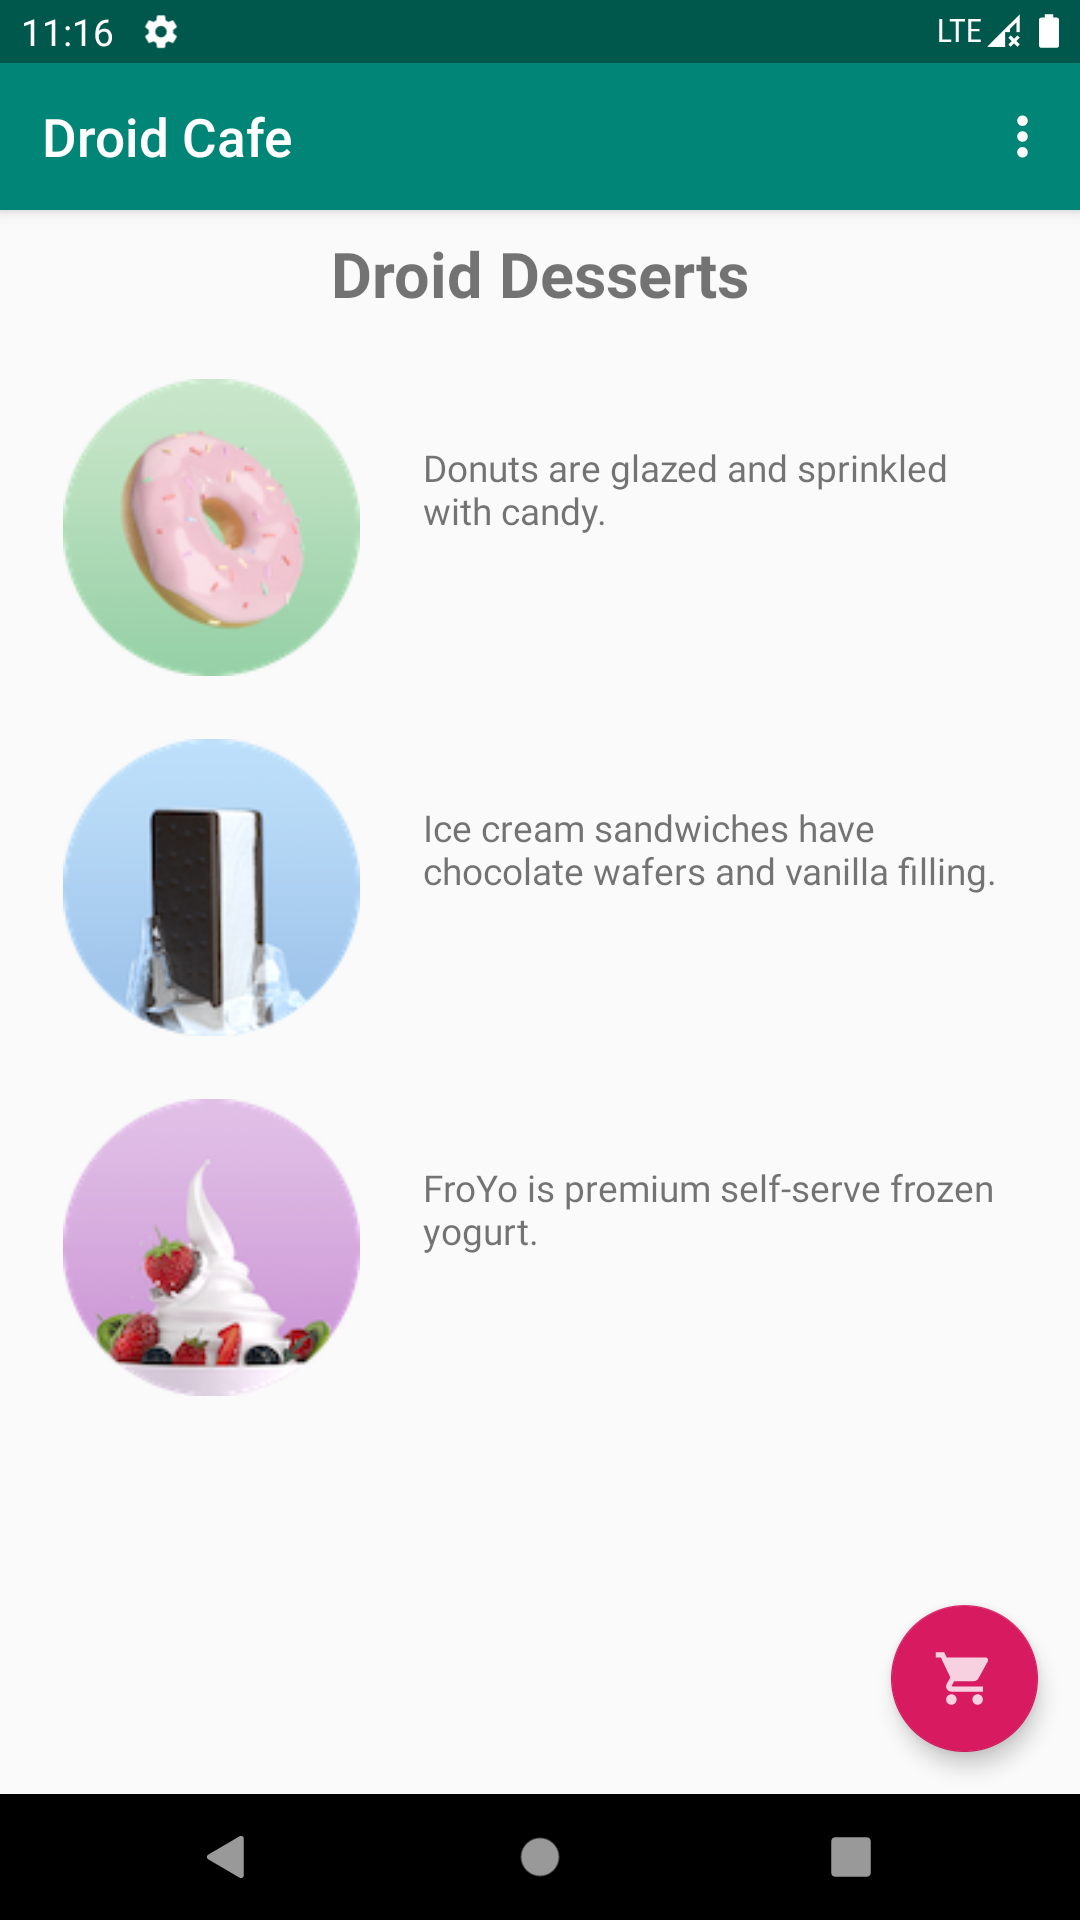 11:16
LTE
Droid Cafe
Droid Desserts
Donuts are glazed and sprinkled
with candy.
Ice cream sandwiches have
chocolate wafers and vanilla filling.
FroYo is premium self-serve frozen
yogurt.